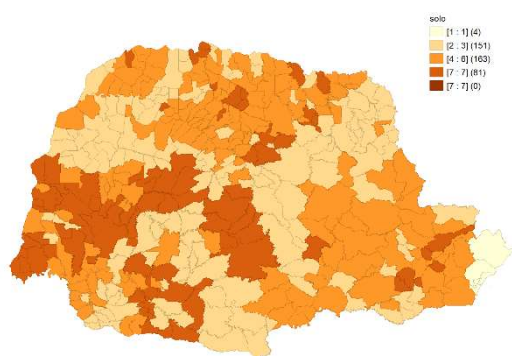 solo
[1 : 1] (4)
[2 : 3] (151)
[4 : 6] (163)
[7 : 7] (81)
[7 : 7] (0)